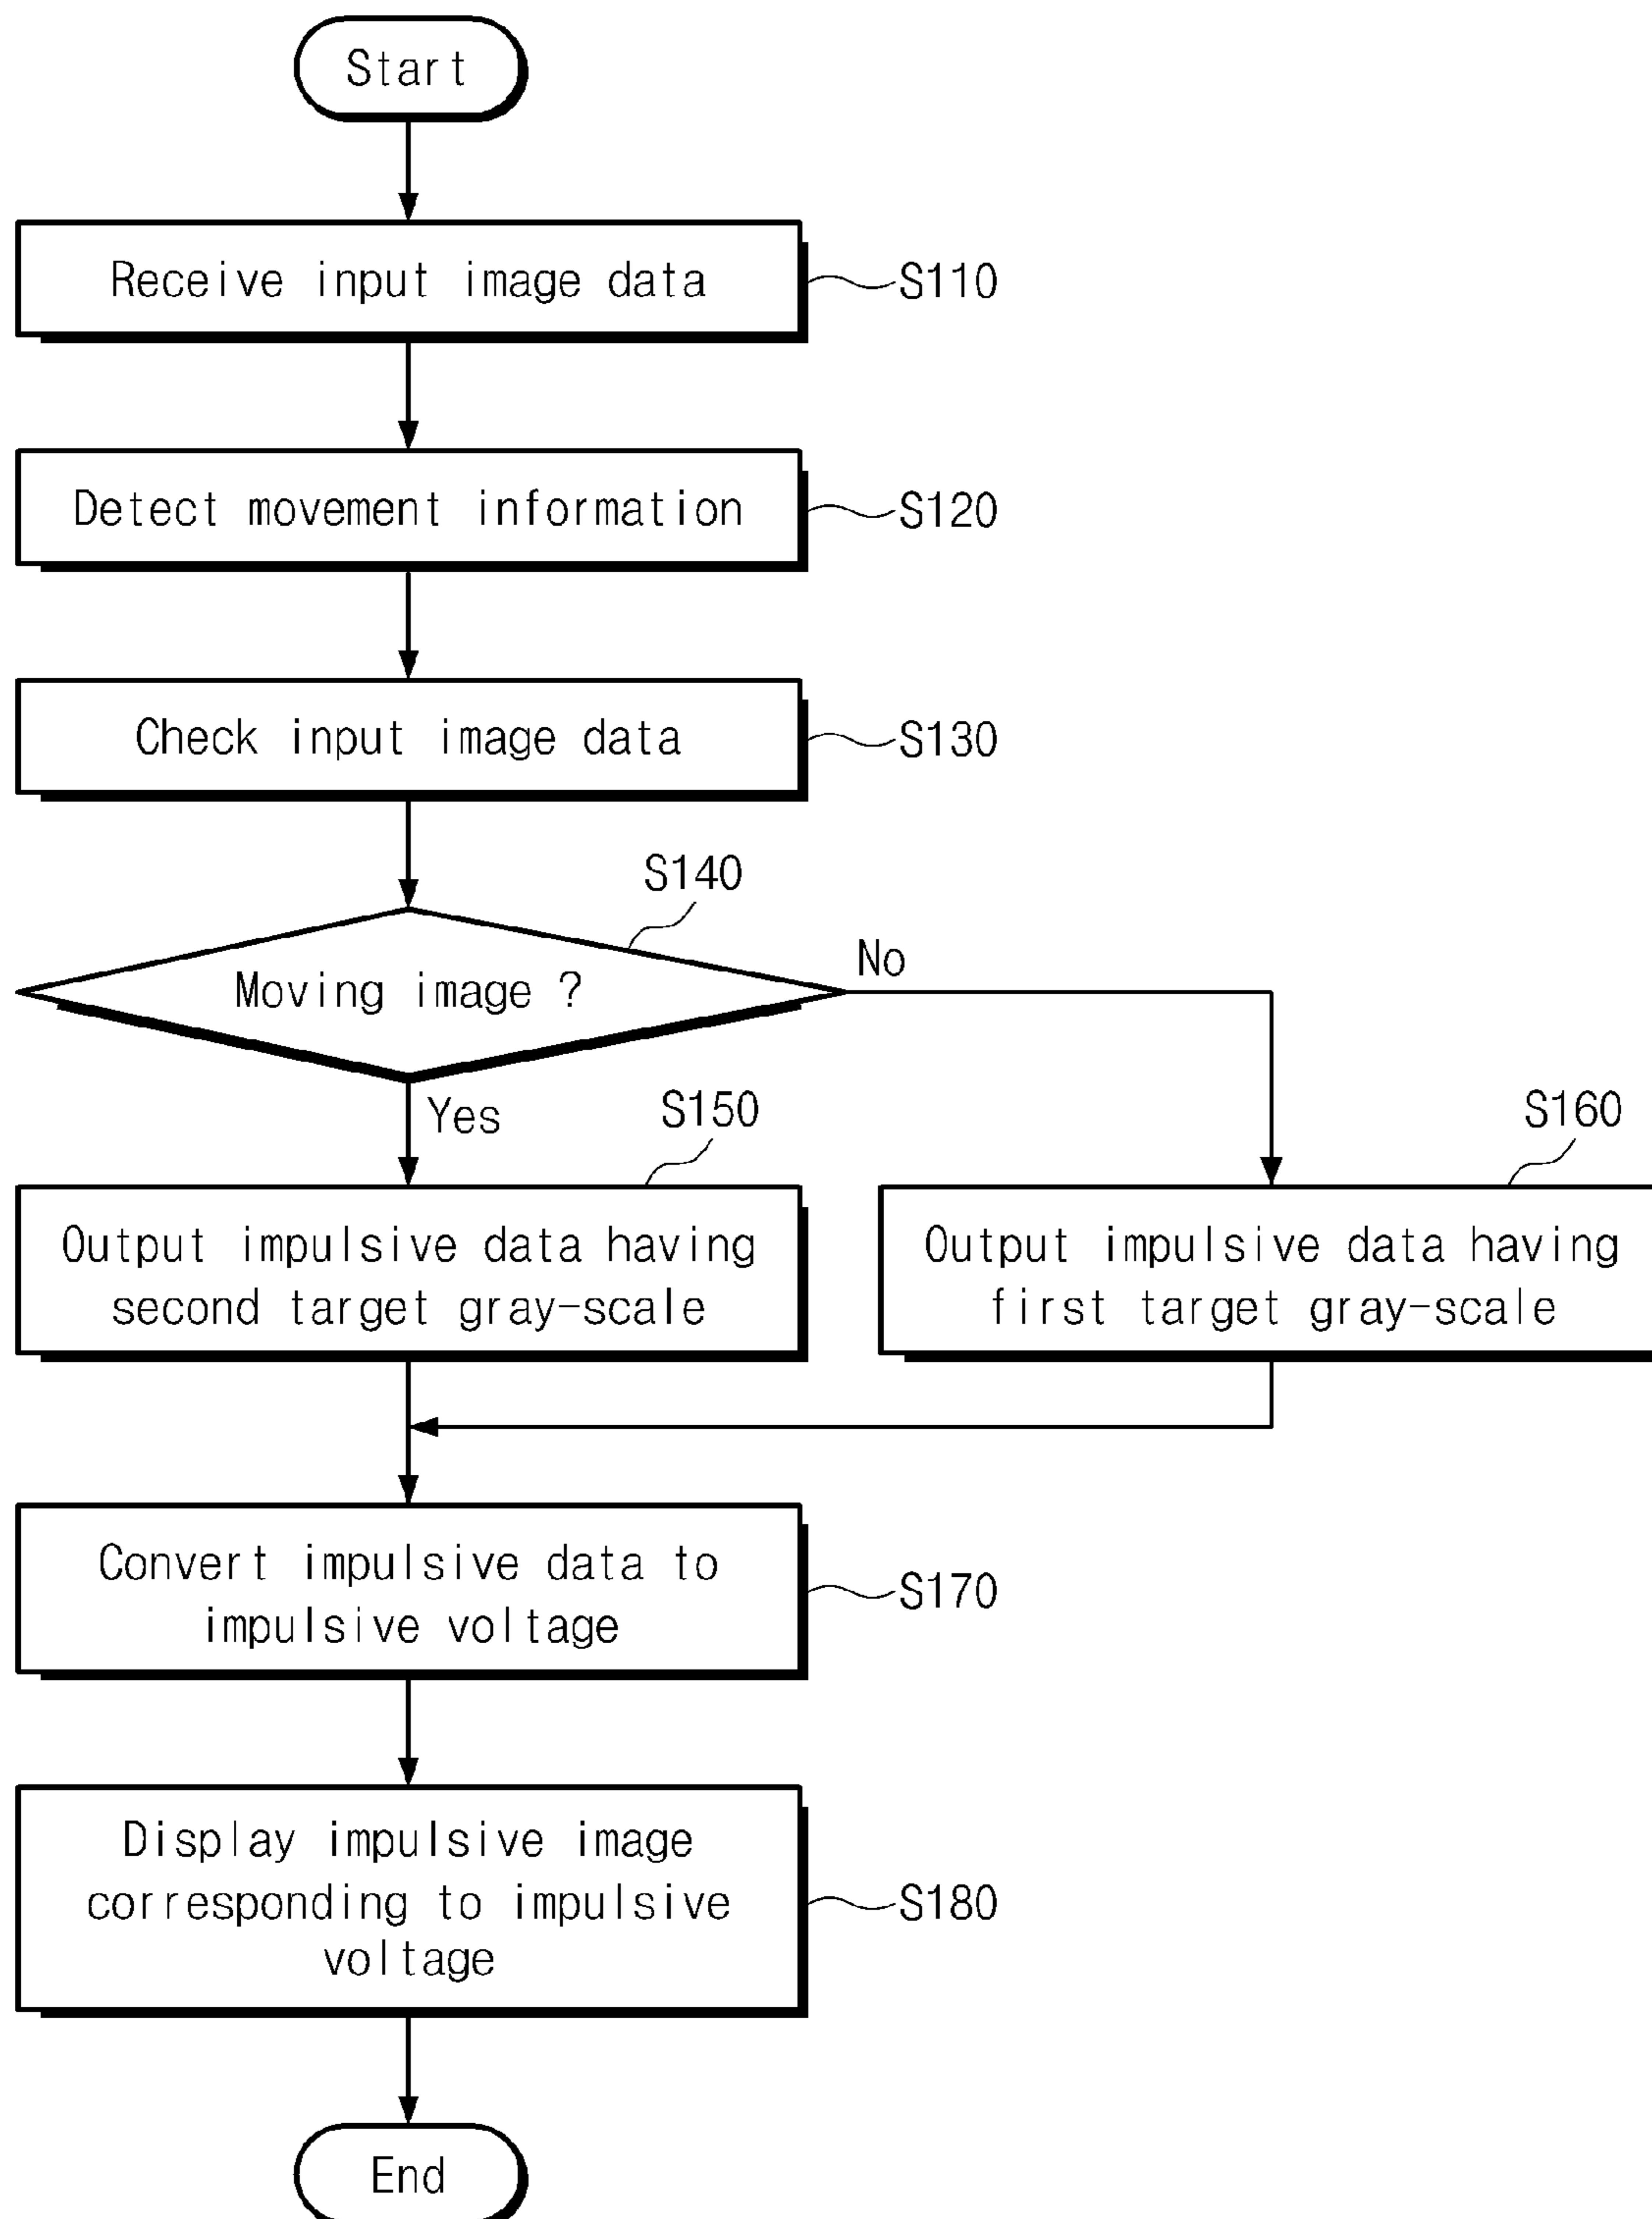 Start
Receive input image data
S110
Detect movement information
S120
Check input image data
S130
S140
Moving image ?
No
Yes
S150
S160
Output impulsive data having
second target gray-scale
Output impulsive data having
first target gray-scale
Convert impulsive data to
impulsive voltage
S170
Display impulsive image
corresponding to impulsive
voltage
S180
End